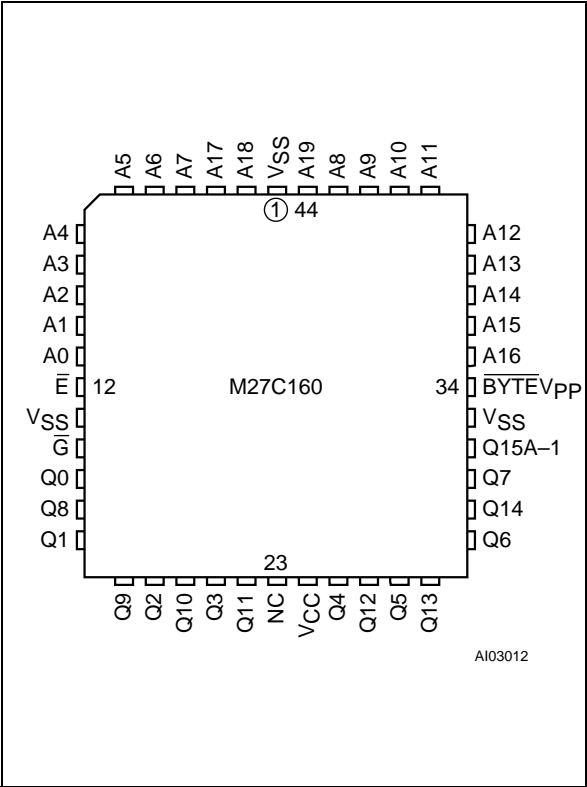 A5 A6 A7 A17 A18 VSS A19 A8 A9 A10 A11
1 44
A4 A12
A3 A13
A2 A14
A1 A15
A0 A16
E̅ 12 M27C160 34 B̅Y̅T̅E̅VPP
VSS VSS
G̅ Q15A–1
Q0 Q7
Q8 Q14
Q1 Q6
23
Q9 Q2 Q10 Q3 Q11 NC VCC Q4 Q12 Q5 Q13
AI03012